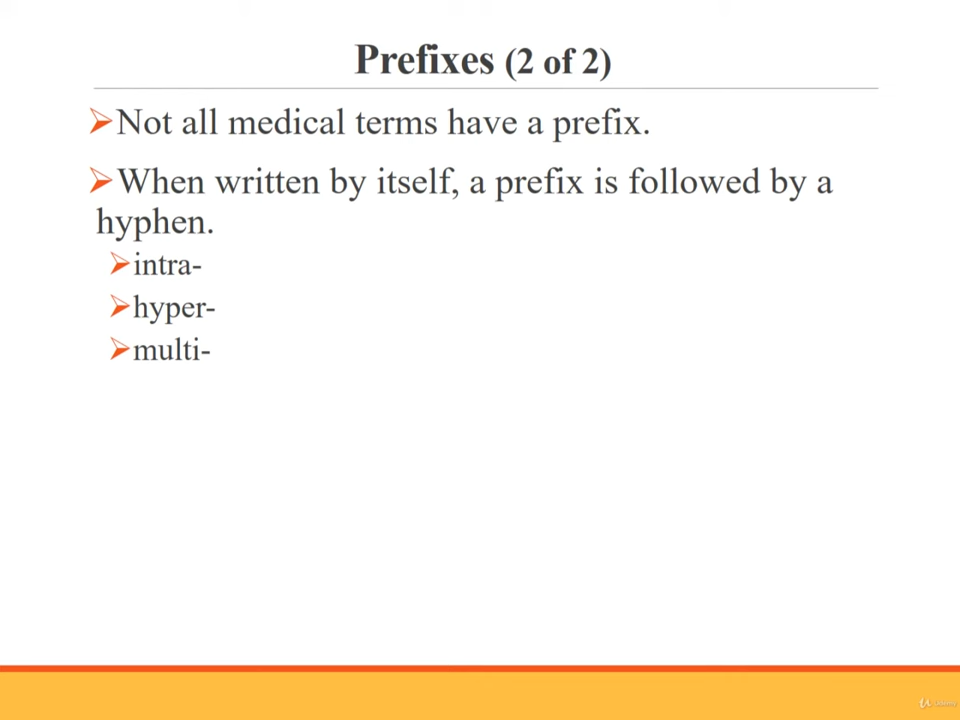 Prefixes (2 of 2)
Not all medical terms have a prefix.
When written by itself, a prefix is followed by a
hyphen.
intra-
hyper-
multi-
Udemy